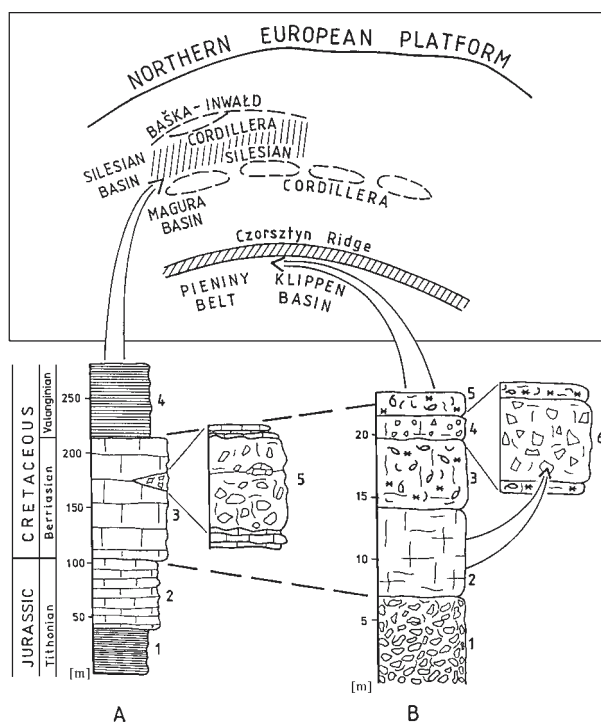 NORTHERN EUROPEAN PLATFORM
BAŠKA-INWAŁD
CORDILLERA
SILESIAN
BASIN
SILESIAN
CORDILLERA
MAGURA
BASIN
Czorsztyn Ridge
PIENINY KLIPPEN
BELT BASIN
CRETACEOUS
Valanginian
Berriasian
JURASSIC
Tithonian
250
200
150
100
50
[m]
4
3
2
1
5
A
20
15
10
5
[m]
5
4
3
2
1
6
B